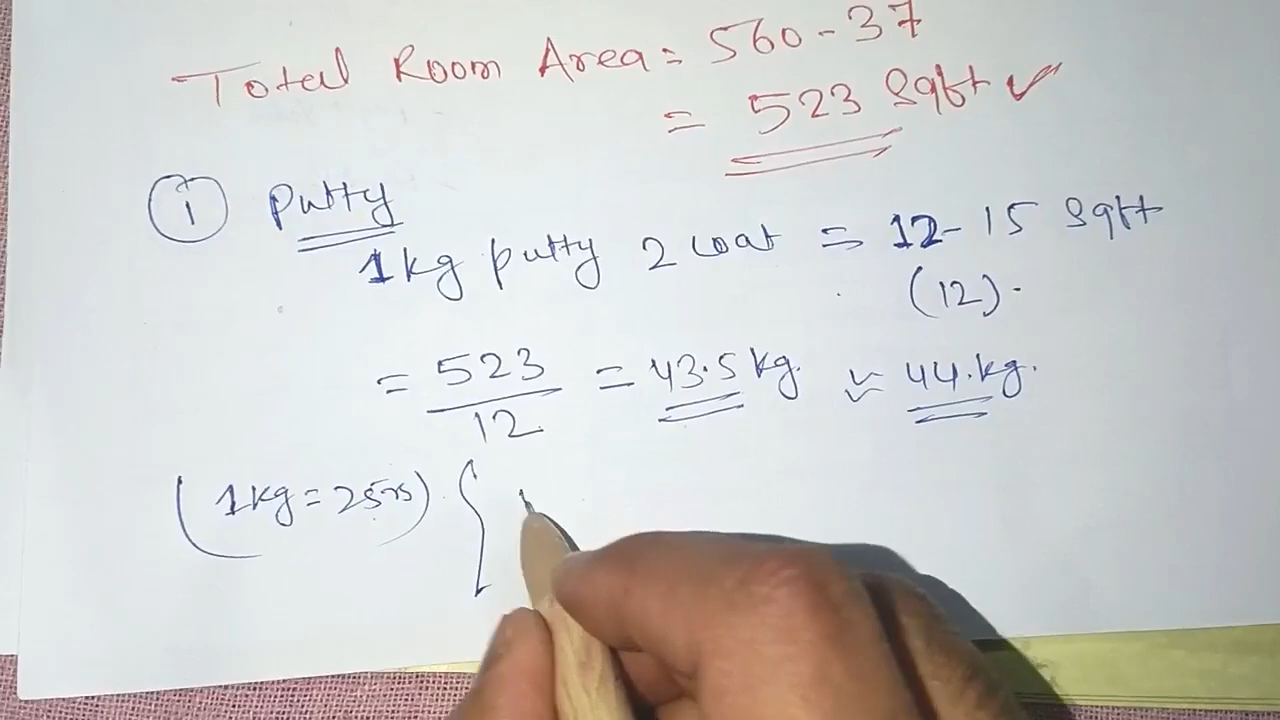 Total Room Area = 560 - 37
= 523 Sqft ✓
① Putty
1kg putty 2 coat = 12-15 Sqft
(12).
= 523/12 = 43.5 kg. ≈ 44.kg.
(1kg = 25rs) {